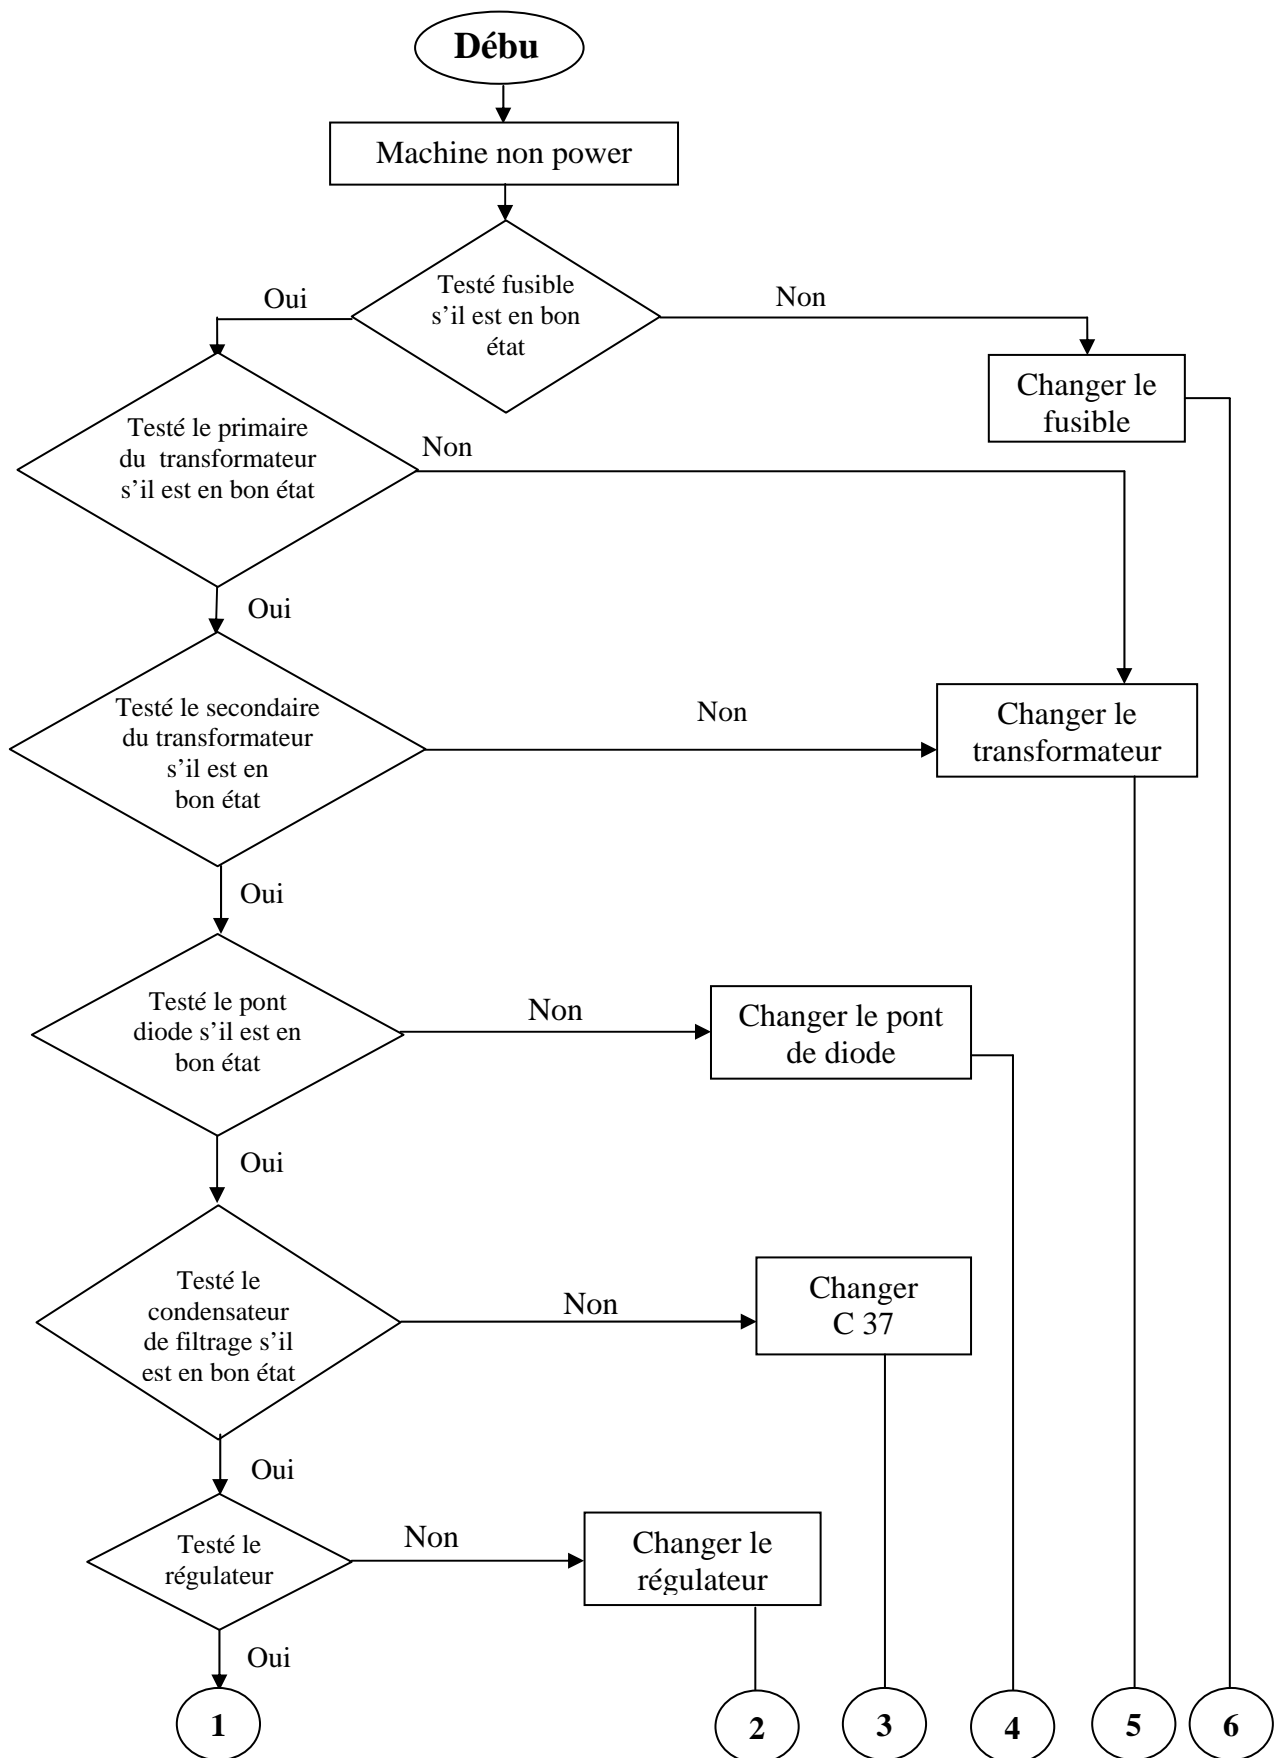 Débu
Machine non power
Testé fusible
s’il est en bon
état
Oui
Non
Changer le
fusible
Testé le primaire
du transformateur
s’il est en bon état
Non
Oui
Testé le secondaire
du transformateur
s’il est en
bon état
Non
Changer le
transformateur
Oui
Testé le pont
diode s’il est en
bon état
Non
Changer le pont
de diode
Oui
Testé le
condensateur
de filtrage s’il
est en bon état
Non
Changer
C 37
Oui
Testé le
régulateur
Non
Changer le
régulateur
Oui
1
2
3
4
5
6